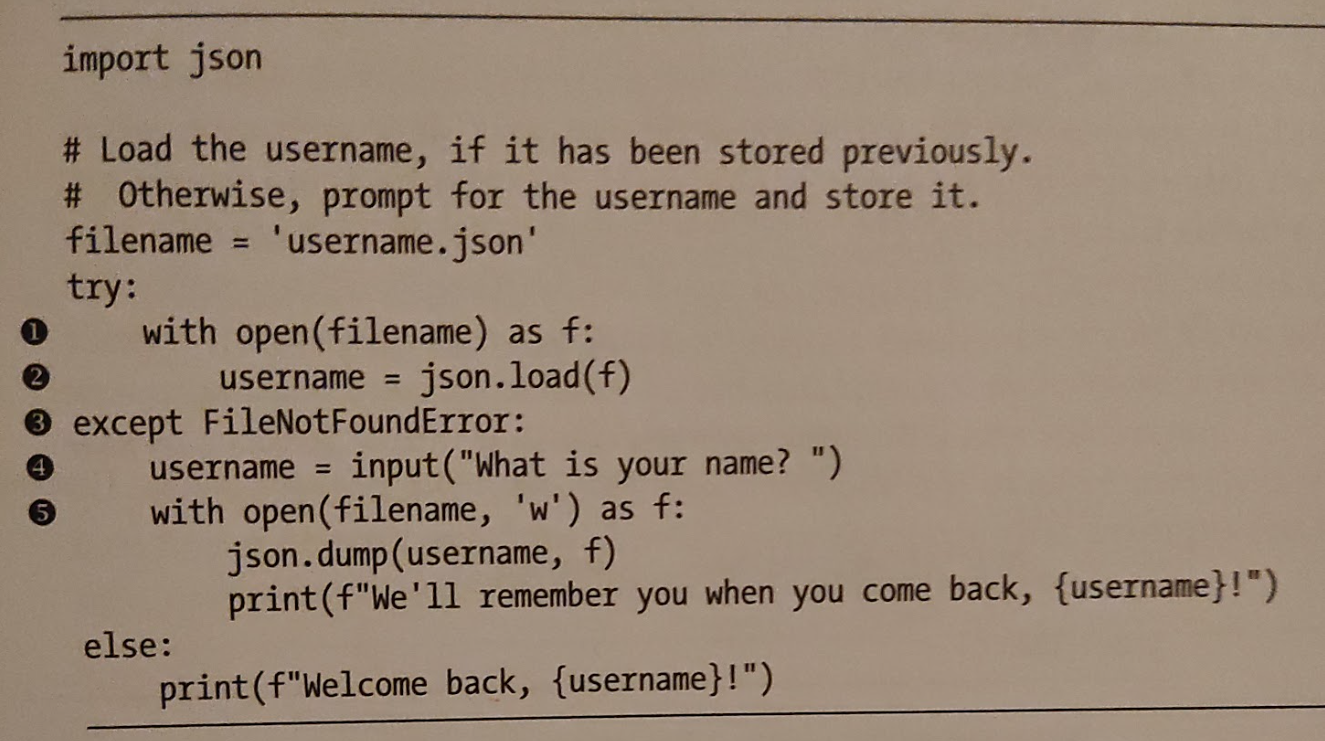 import json

# Load the username, if it has been stored previously.
#  Otherwise, prompt for the username and store it.
filename = 'username.json'
try:
❶     with open(filename) as f:
❷         username = json.load(f)
❸ except FileNotFoundError:
❹     username = input("What is your name? ")
❺     with open(filename, 'w') as f:
          json.dump(username, f)
          print(f"We'll remember you when you come back, {username}!")
  else:
      print(f"Welcome back, {username}!")